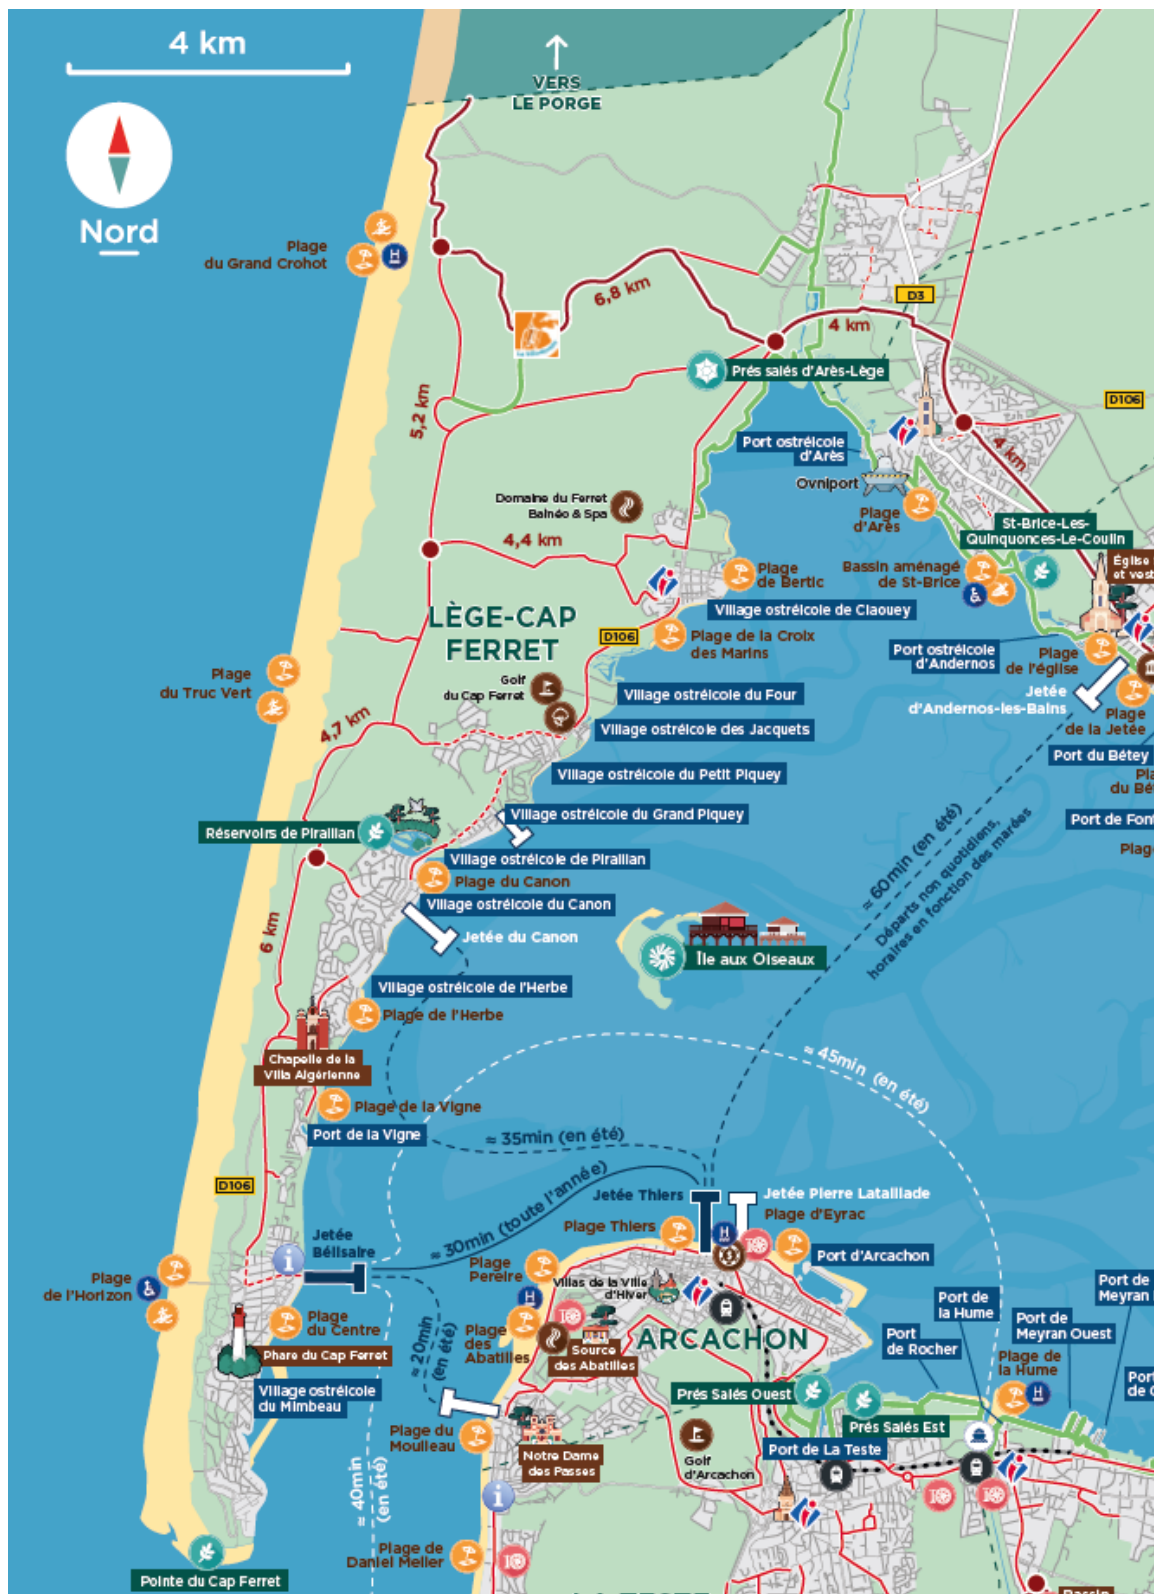 4 km
Nord
VERS
LE PORGE
Plage
du Grand Crohot
6,8 km
D3
4 km
Prés salés d'Arès-Lège
D106
5,2 km
Port ostréicole
d'Arès
4 km
Ovniport
Plage
d'Arès
Domaine du Ferret
Balnéo & Spa
St-Brice-Les-
Quinquonces-Le-Coulin
4,4 km
Plage
de Bertic
Bassin aménagé
de St-Brice
Église
et vest
LÈGE-CAP
FERRET
Village ostréicole de Claouey
D106
Plage de la Croix
des Marins
Port ostréicole
d'Andernos
Plage
de l'église
Plage
du Truc Vert
Golf
du Cap Ferret
Village ostréicole du Four
Jetée
d'Andernos-les-Bains
4,7 km
Village ostréicole des Jacquets
Plage
de la Jetée
Port du Bétey
Village ostréicole du Petit Piquey
Pla
du Bé
Village ostréicole du Grand Piquey
Port de Font
Réservoirs de Piraillan
Village ostréicole de Piraillan
Plage
Plage du Canon
≈ 60min (en été)
Départs non quotidiens,
horaires en fonction des marées
Village ostréicole du Canon
6 km
Jetée du Canon
Île aux Oiseaux
Village ostréicole de l'Herbe
Plage de l'Herbe
Chapelle de la
Villa Algérienne
≈ 45min (en été)
Plage de la Vigne
Port de la Vigne
≈ 35min (en été)
D106
≈ 30min (toute l'année)
Jetée Thiers
Jetée Pierre Lataillade
Plage d'Eyrac
Plage Thiers
Jetée
Bélisaire
Port d'Arcachon
Plage
Pereire
Plage
de l'Horizon
Villas de la Ville
d'Hiver
Port de
Meyran
Port de
la Hume
Port de
Meyran Ouest
Plage
du Centre
Plage
des
Abatilles
ARCACHON
Port
de Rocher
Phare du Cap Ferret
≈ 20min
(en été)
Source
des Abatilles
Plage de
la Hume
Village ostréicole
du Mimbeau
Prés Salés Ouest
Port
de
Prés Salés Est
Plage du
Moulleau
Notre Dame
des Passes
Port de La Teste
Golf
d'Arcachon
≈ 40min
(en été)
Plage de
Daniel Meller
Pointe du Cap Ferret
Bassin